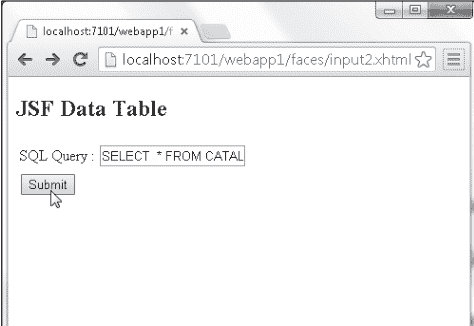 localhost:7101/webapp1/f
localhost:7101/webapp1/faces/input2.xhtml
JSF Data Table
SQL Query :
SELECT * FROM CATAL
Submit